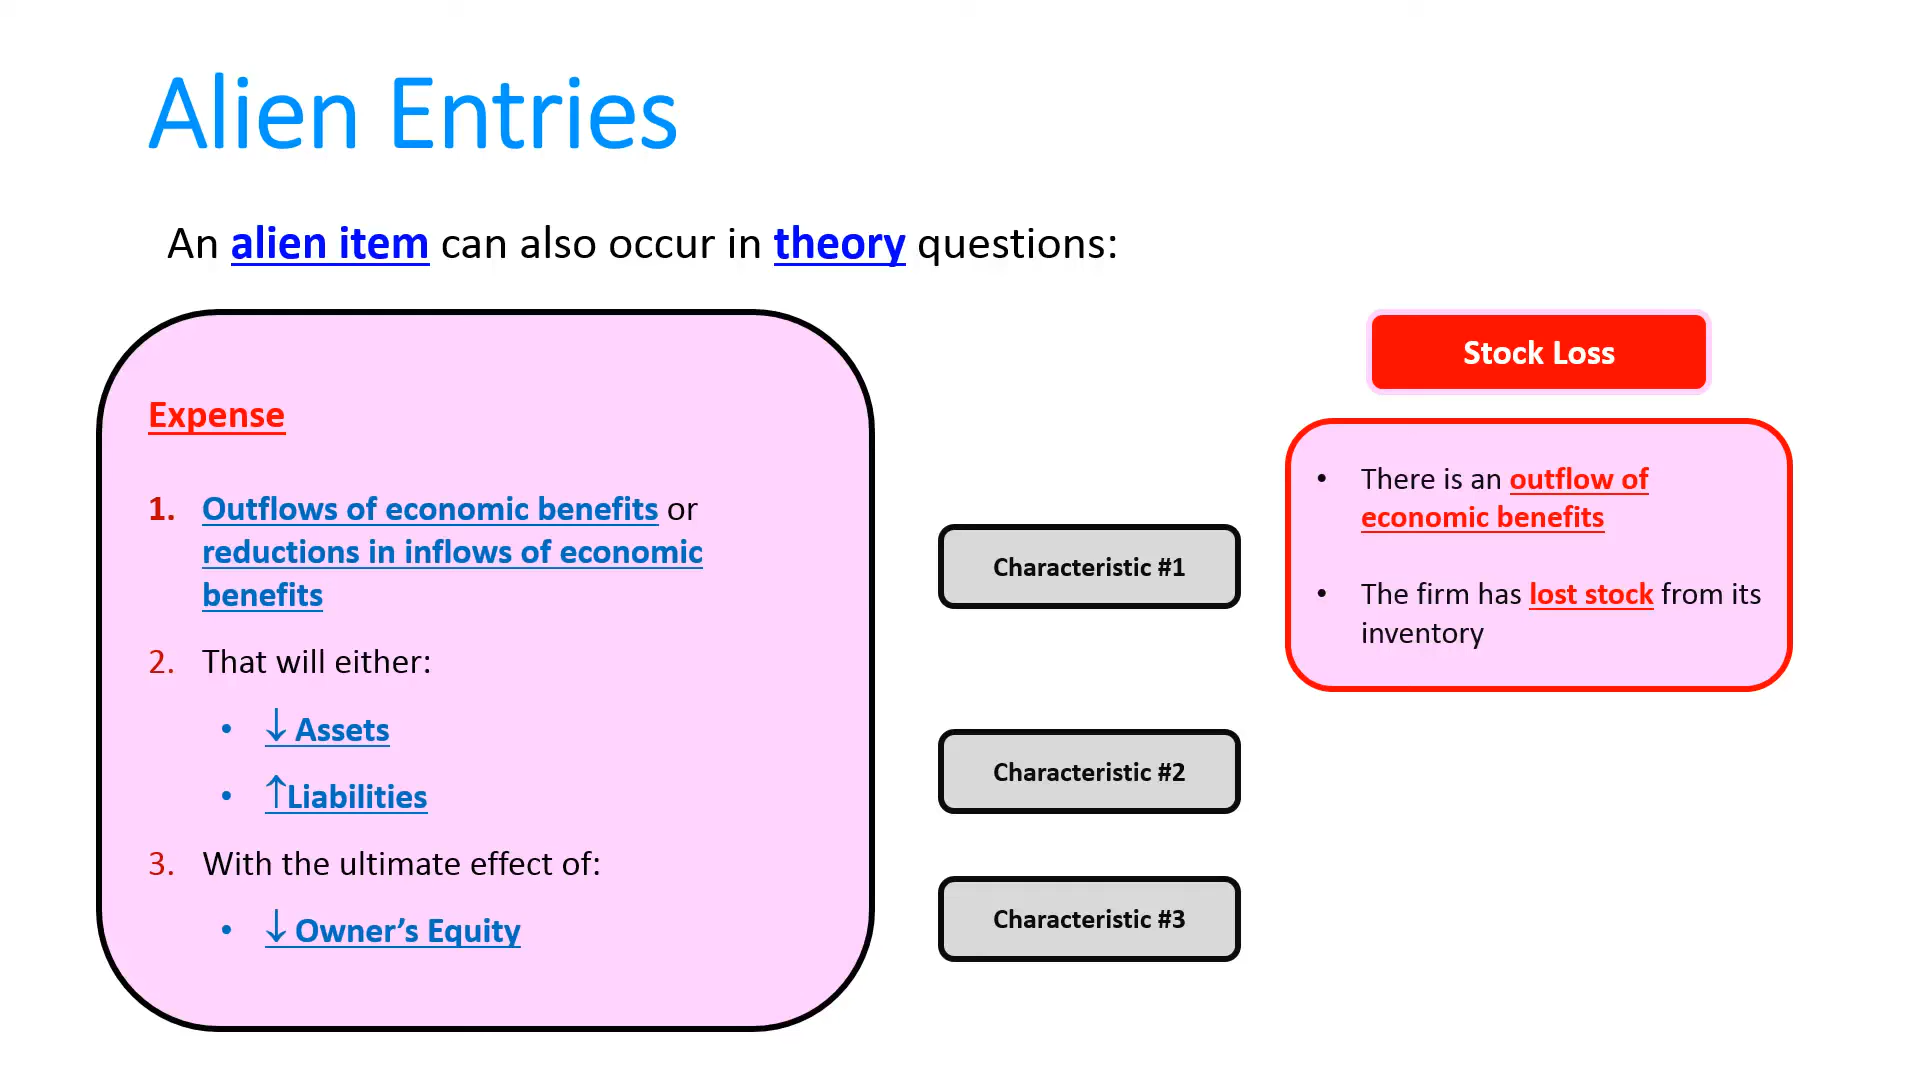 Alien Entries
An alien item can also occur in theory questions:
Expense
1. Outflows of economic benefits or
reductions in inflows of economic
benefits
2. That will either:
• ↓ Assets
• ↑Liabilities
3. With the ultimate effect of:
• ↓ Owner’s Equity
Characteristic #1
Characteristic #2
Characteristic #3
Stock Loss
• There is an outflow of
economic benefits
• The firm has lost stock from its
inventory